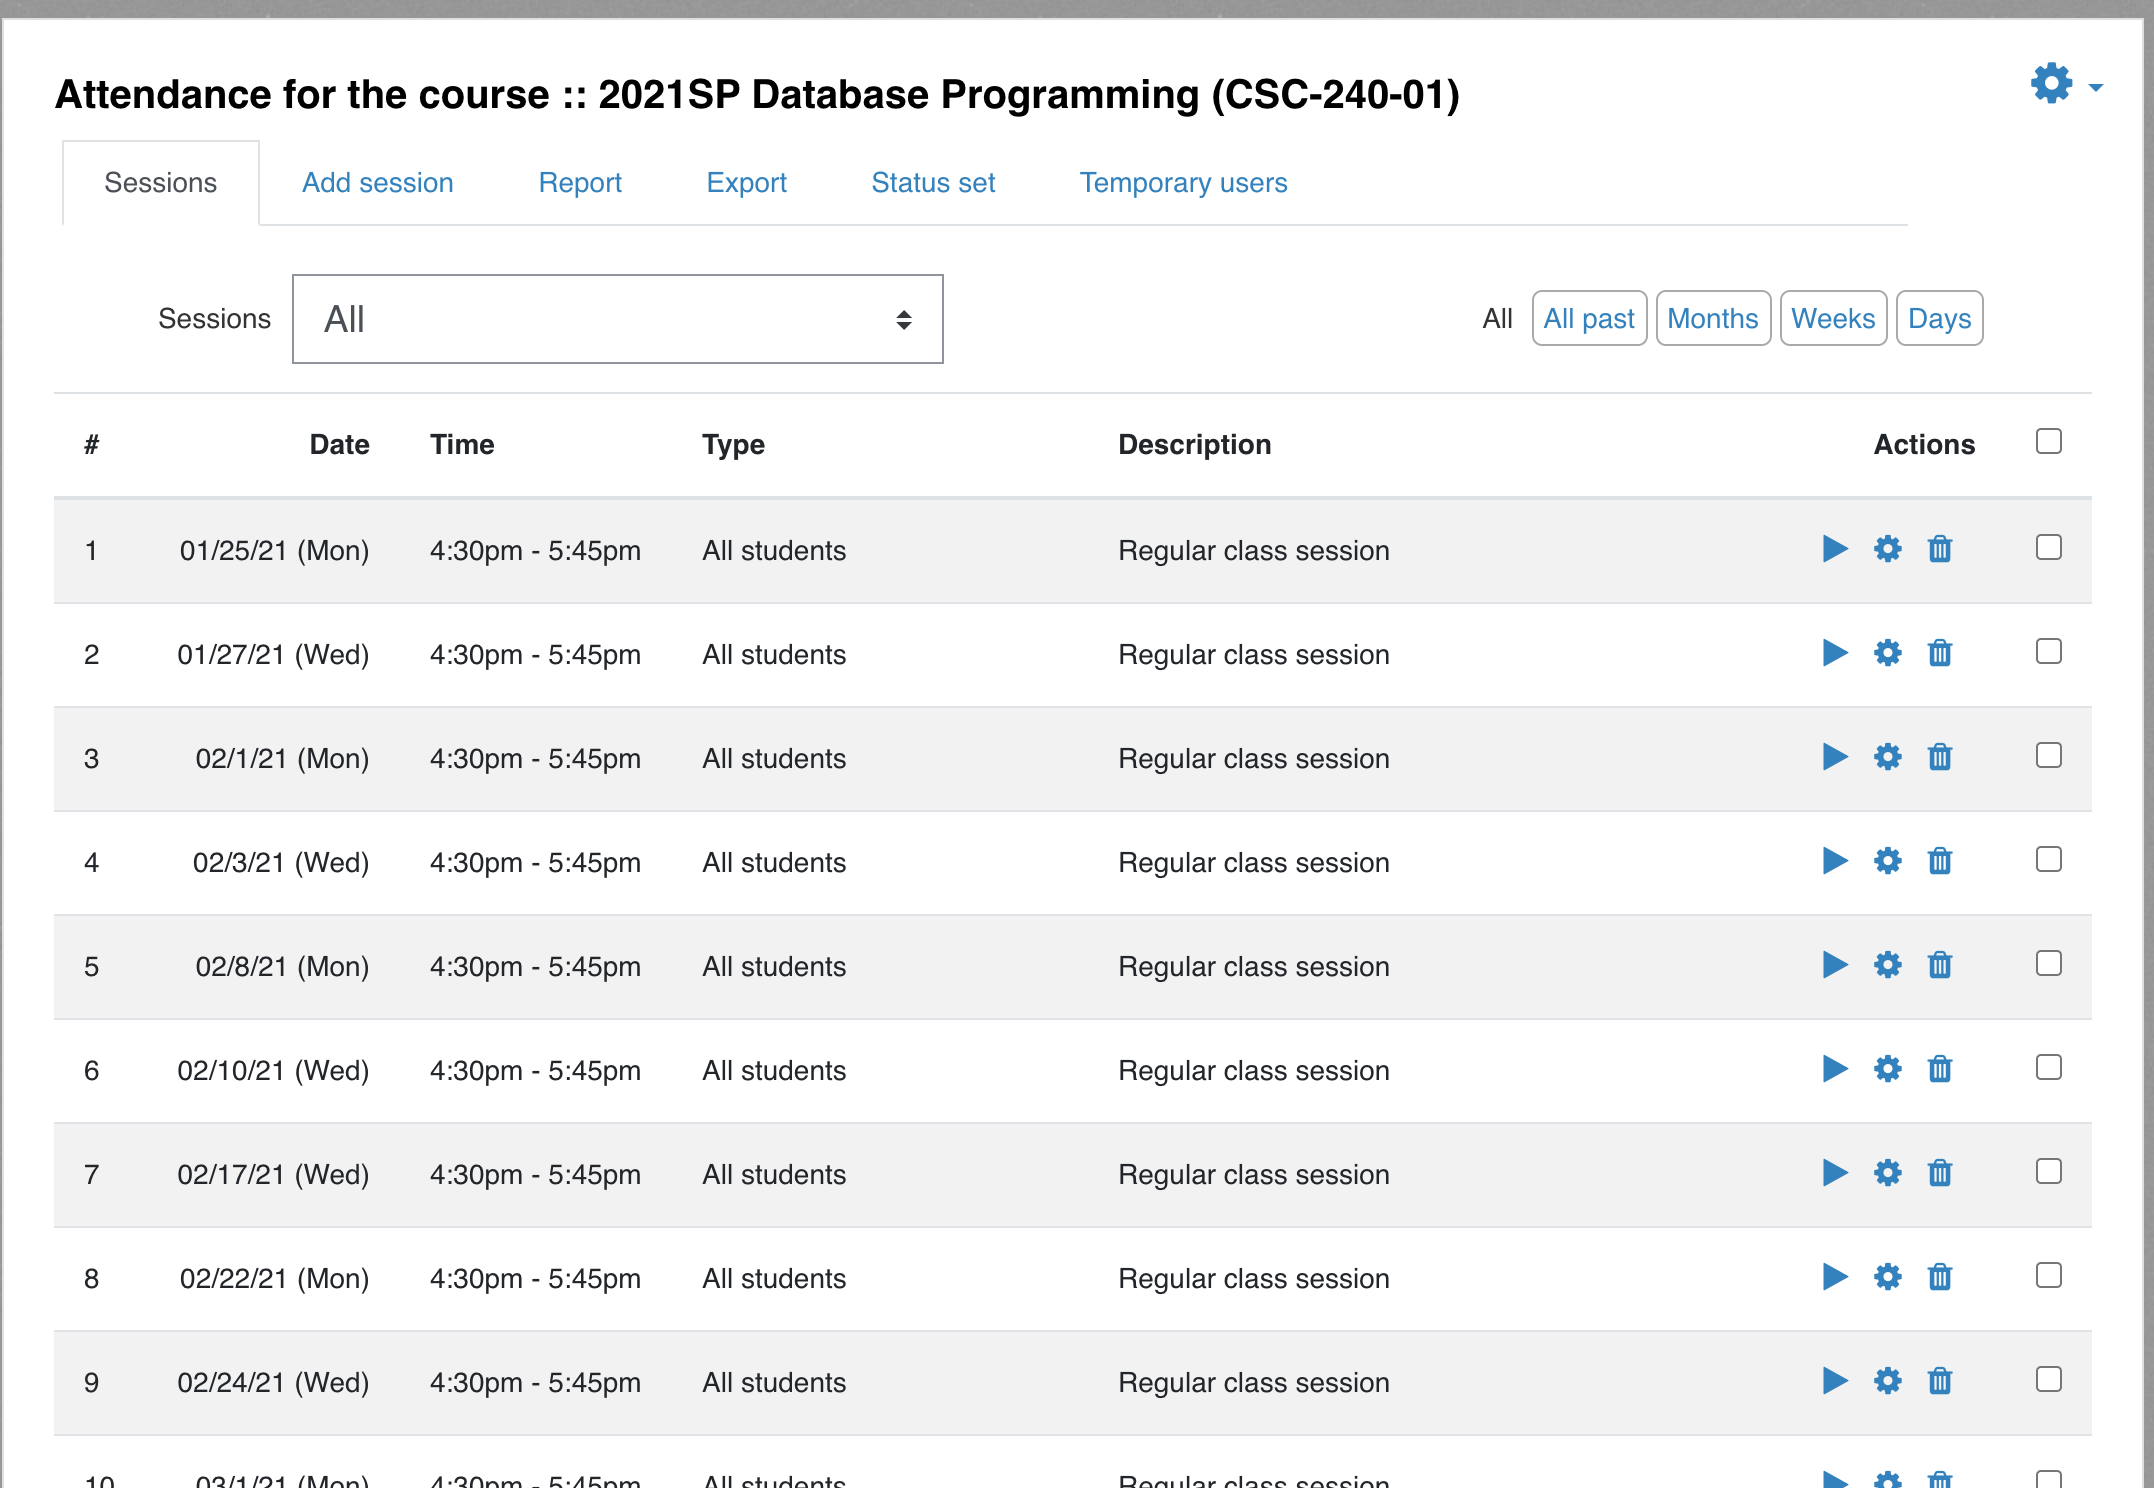 Attendance for the course :: 2021SP Database Programming (CSC-240-01)
Sessions Add session Report Export Status set Temporary users
Sessions All All All past Months Weeks Days
# Date Time Type Description Actions
1 01/25/21 (Mon) 4:30pm - 5:45pm All students Regular class session
2 01/27/21 (Wed) 4:30pm - 5:45pm All students Regular class session
3 02/1/21 (Mon) 4:30pm - 5:45pm All students Regular class session
4 02/3/21 (Wed) 4:30pm - 5:45pm All students Regular class session
5 02/8/21 (Mon) 4:30pm - 5:45pm All students Regular class session
6 02/10/21 (Wed) 4:30pm - 5:45pm All students Regular class session
7 02/17/21 (Wed) 4:30pm - 5:45pm All students Regular class session
8 02/22/21 (Mon) 4:30pm - 5:45pm All students Regular class session
9 02/24/21 (Wed) 4:30pm - 5:45pm All students Regular class session
10 03/1/21 (Mon) 4:30pm - 5:45pm All students Regular class session